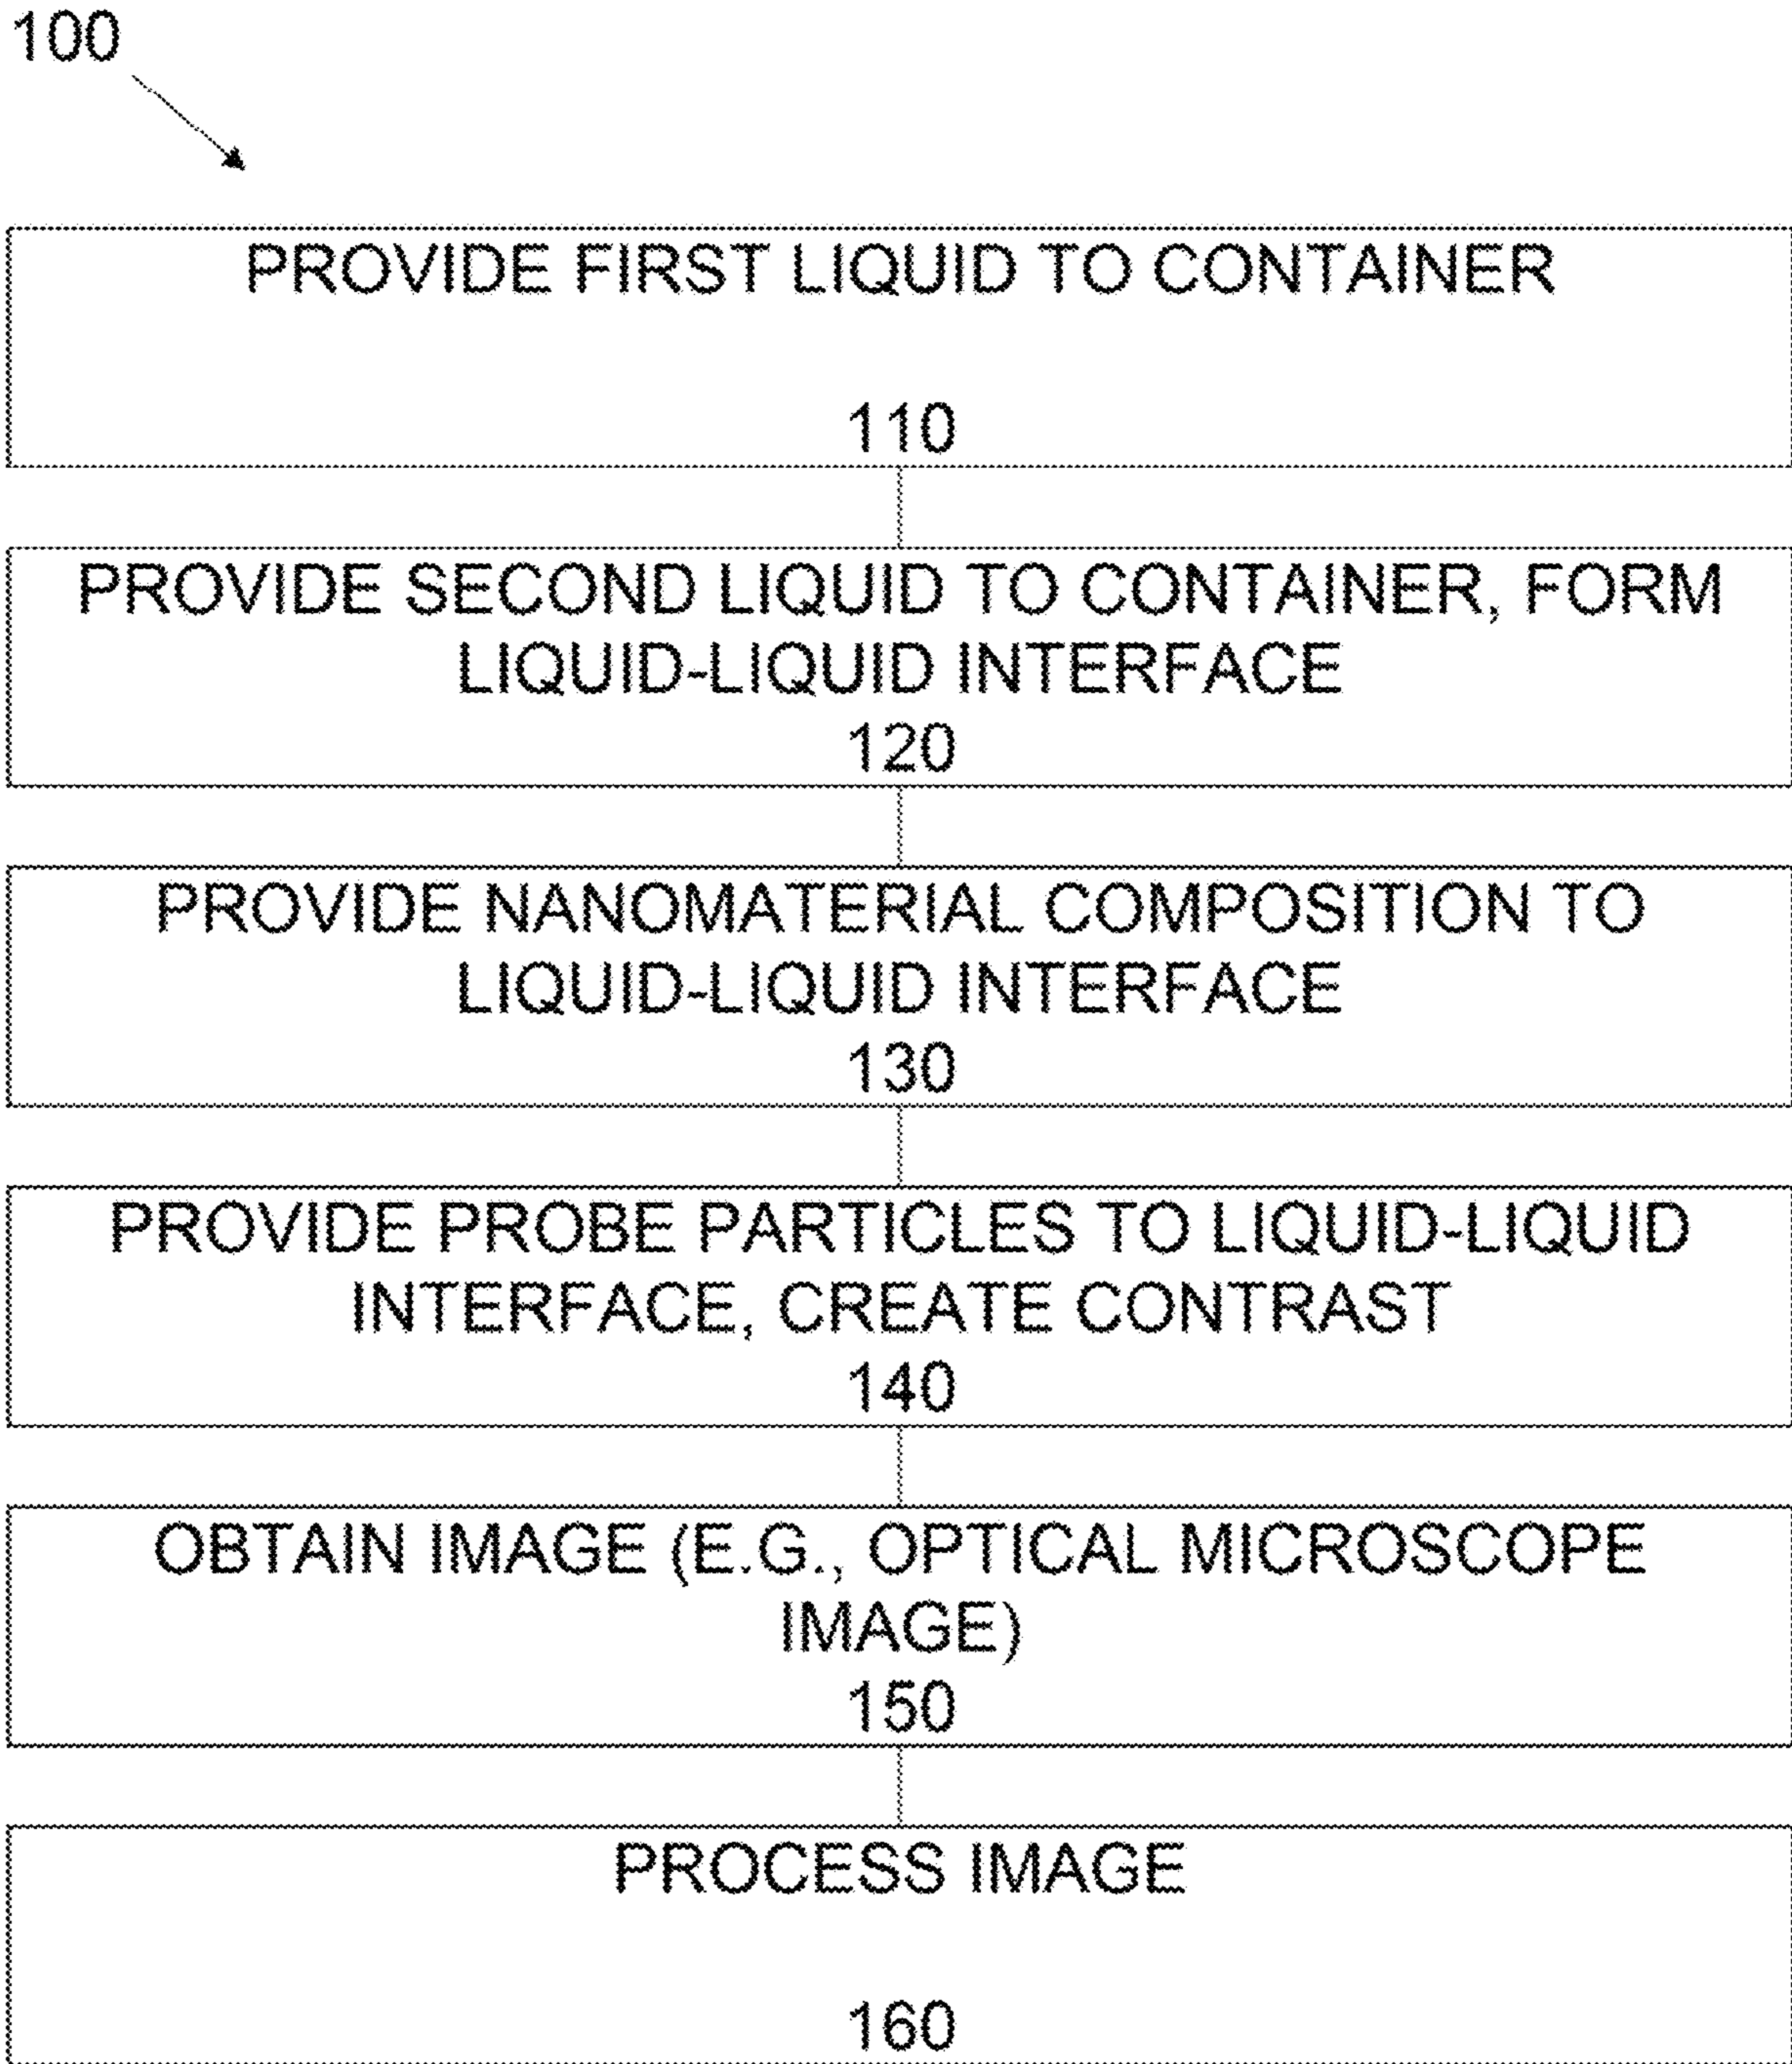 100
PROVIDE FIRST LIQUID TO CONTAINER
110
PROVIDE SECOND LIQUID TO CONTAINER, FORM
LIQUID-LIQUID INTERFACE
120
PROVIDE NANOMATERIAL COMPOSITION TO
LIQUID-LIQUID INTERFACE
130
PROVIDE PROBE PARTICLES TO LIQUID-LIQUID
INTERFACE, CREATE CONTRAST
140
OBTAIN IMAGE (E.G., OPTICAL MICROSCOPE
IMAGE)
150
PROCESS IMAGE
160